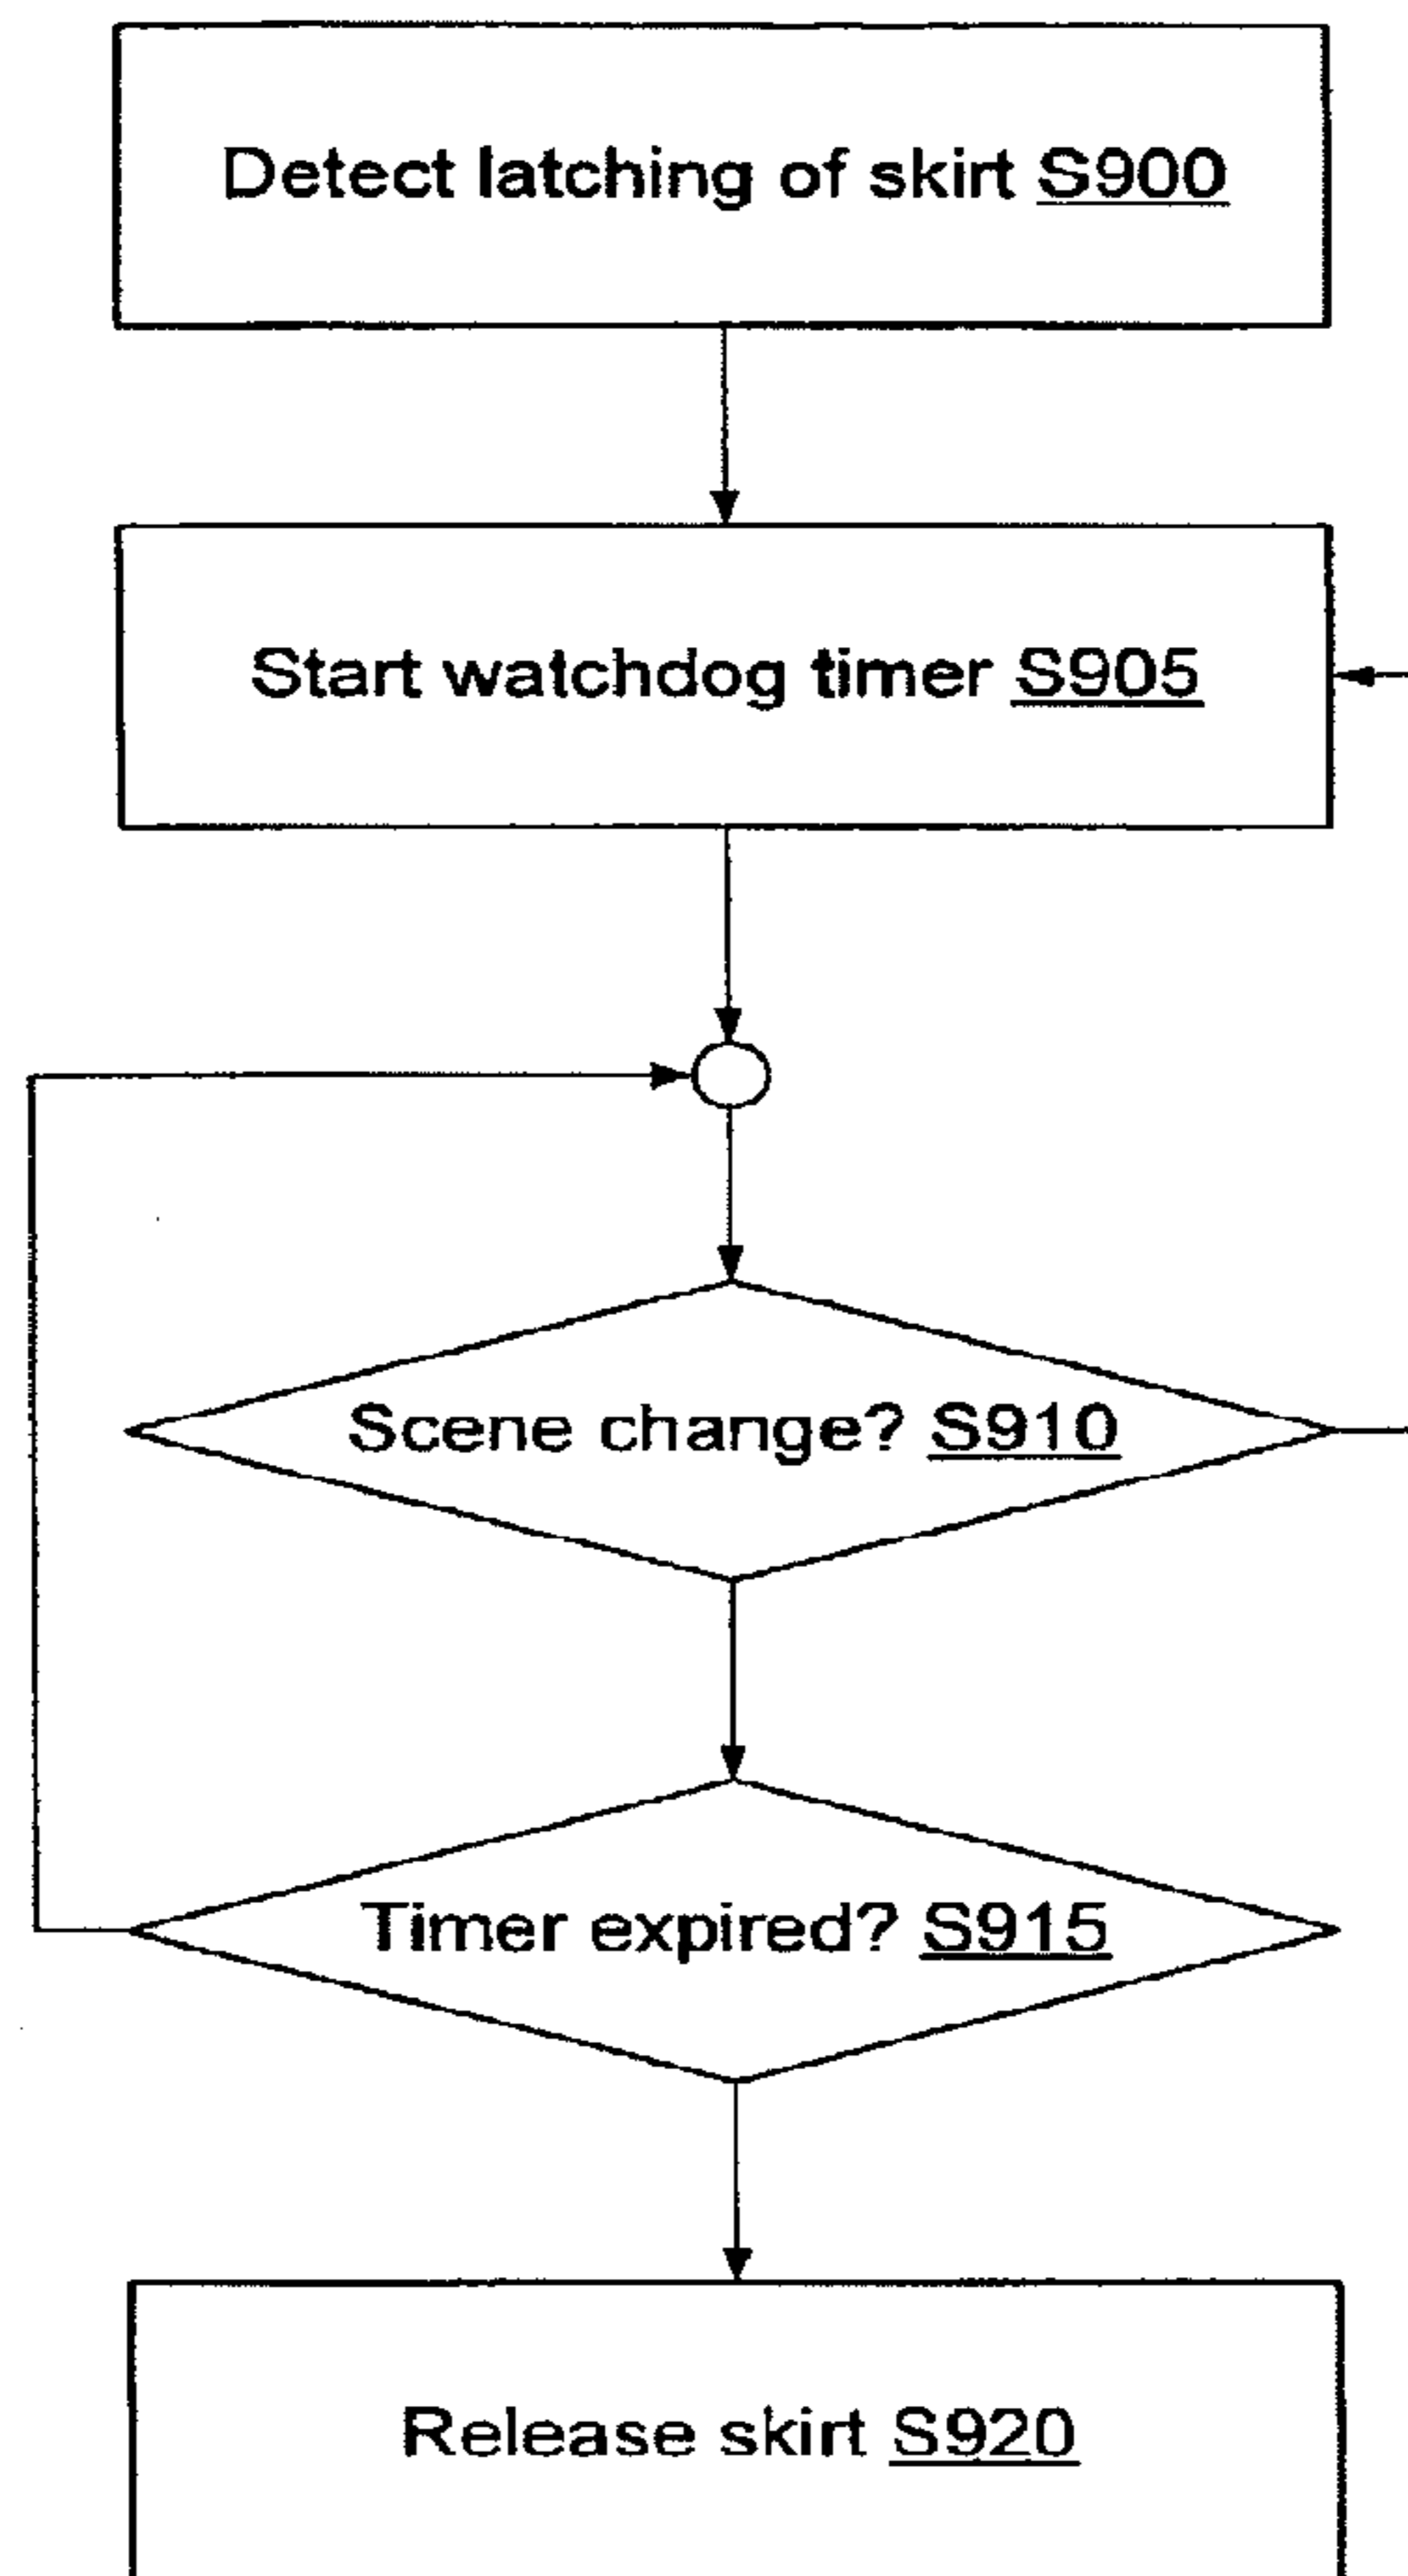 Detect latching of skirt S900
Start watchdog timer S905
Scene change? S910
Timer expired? S915
Release skirt S920